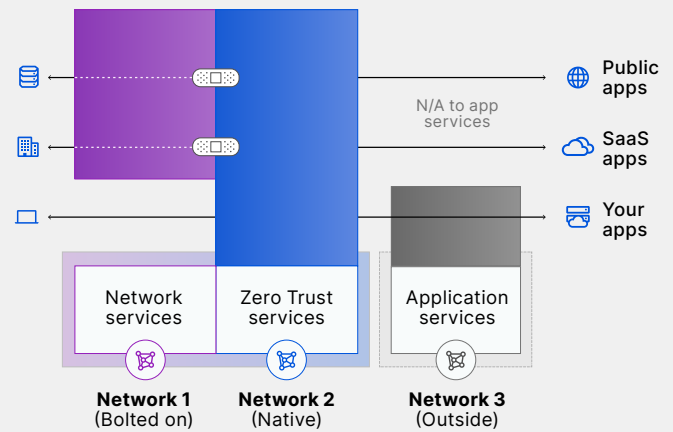 Public
apps
N/A to app
services
SaaS
apps
Your
apps
Network
services
Zero Trust
services
Application
services
Network 1
(Bolted on)
Network 2
(Native)
Network 3
(Outside)